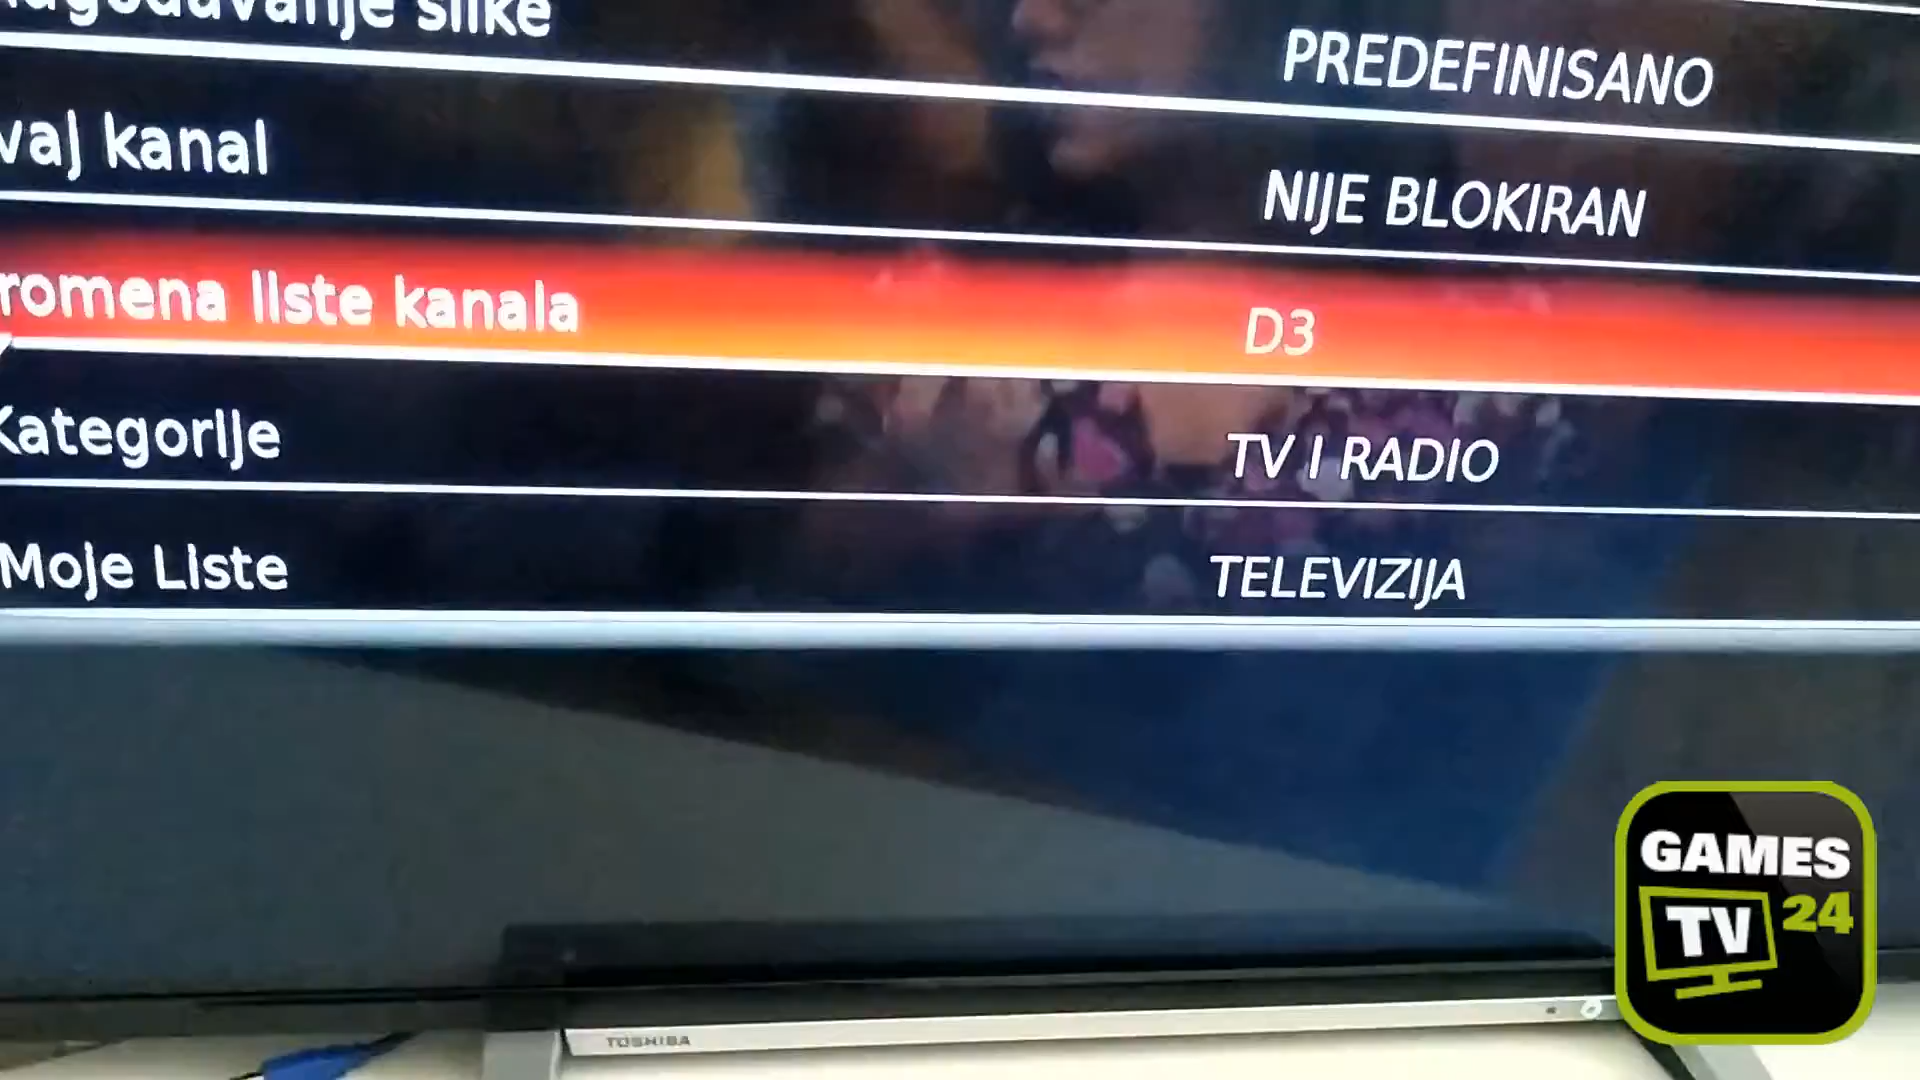 slike
PREDEFINISANO
vaj kanal
NIJE BLOKIRAN
romena liste kanala
D3
Kategorije
TV I RADIO
Moje Liste
TELEVIZIJA
GAMES
TV 24
TOSHIBA